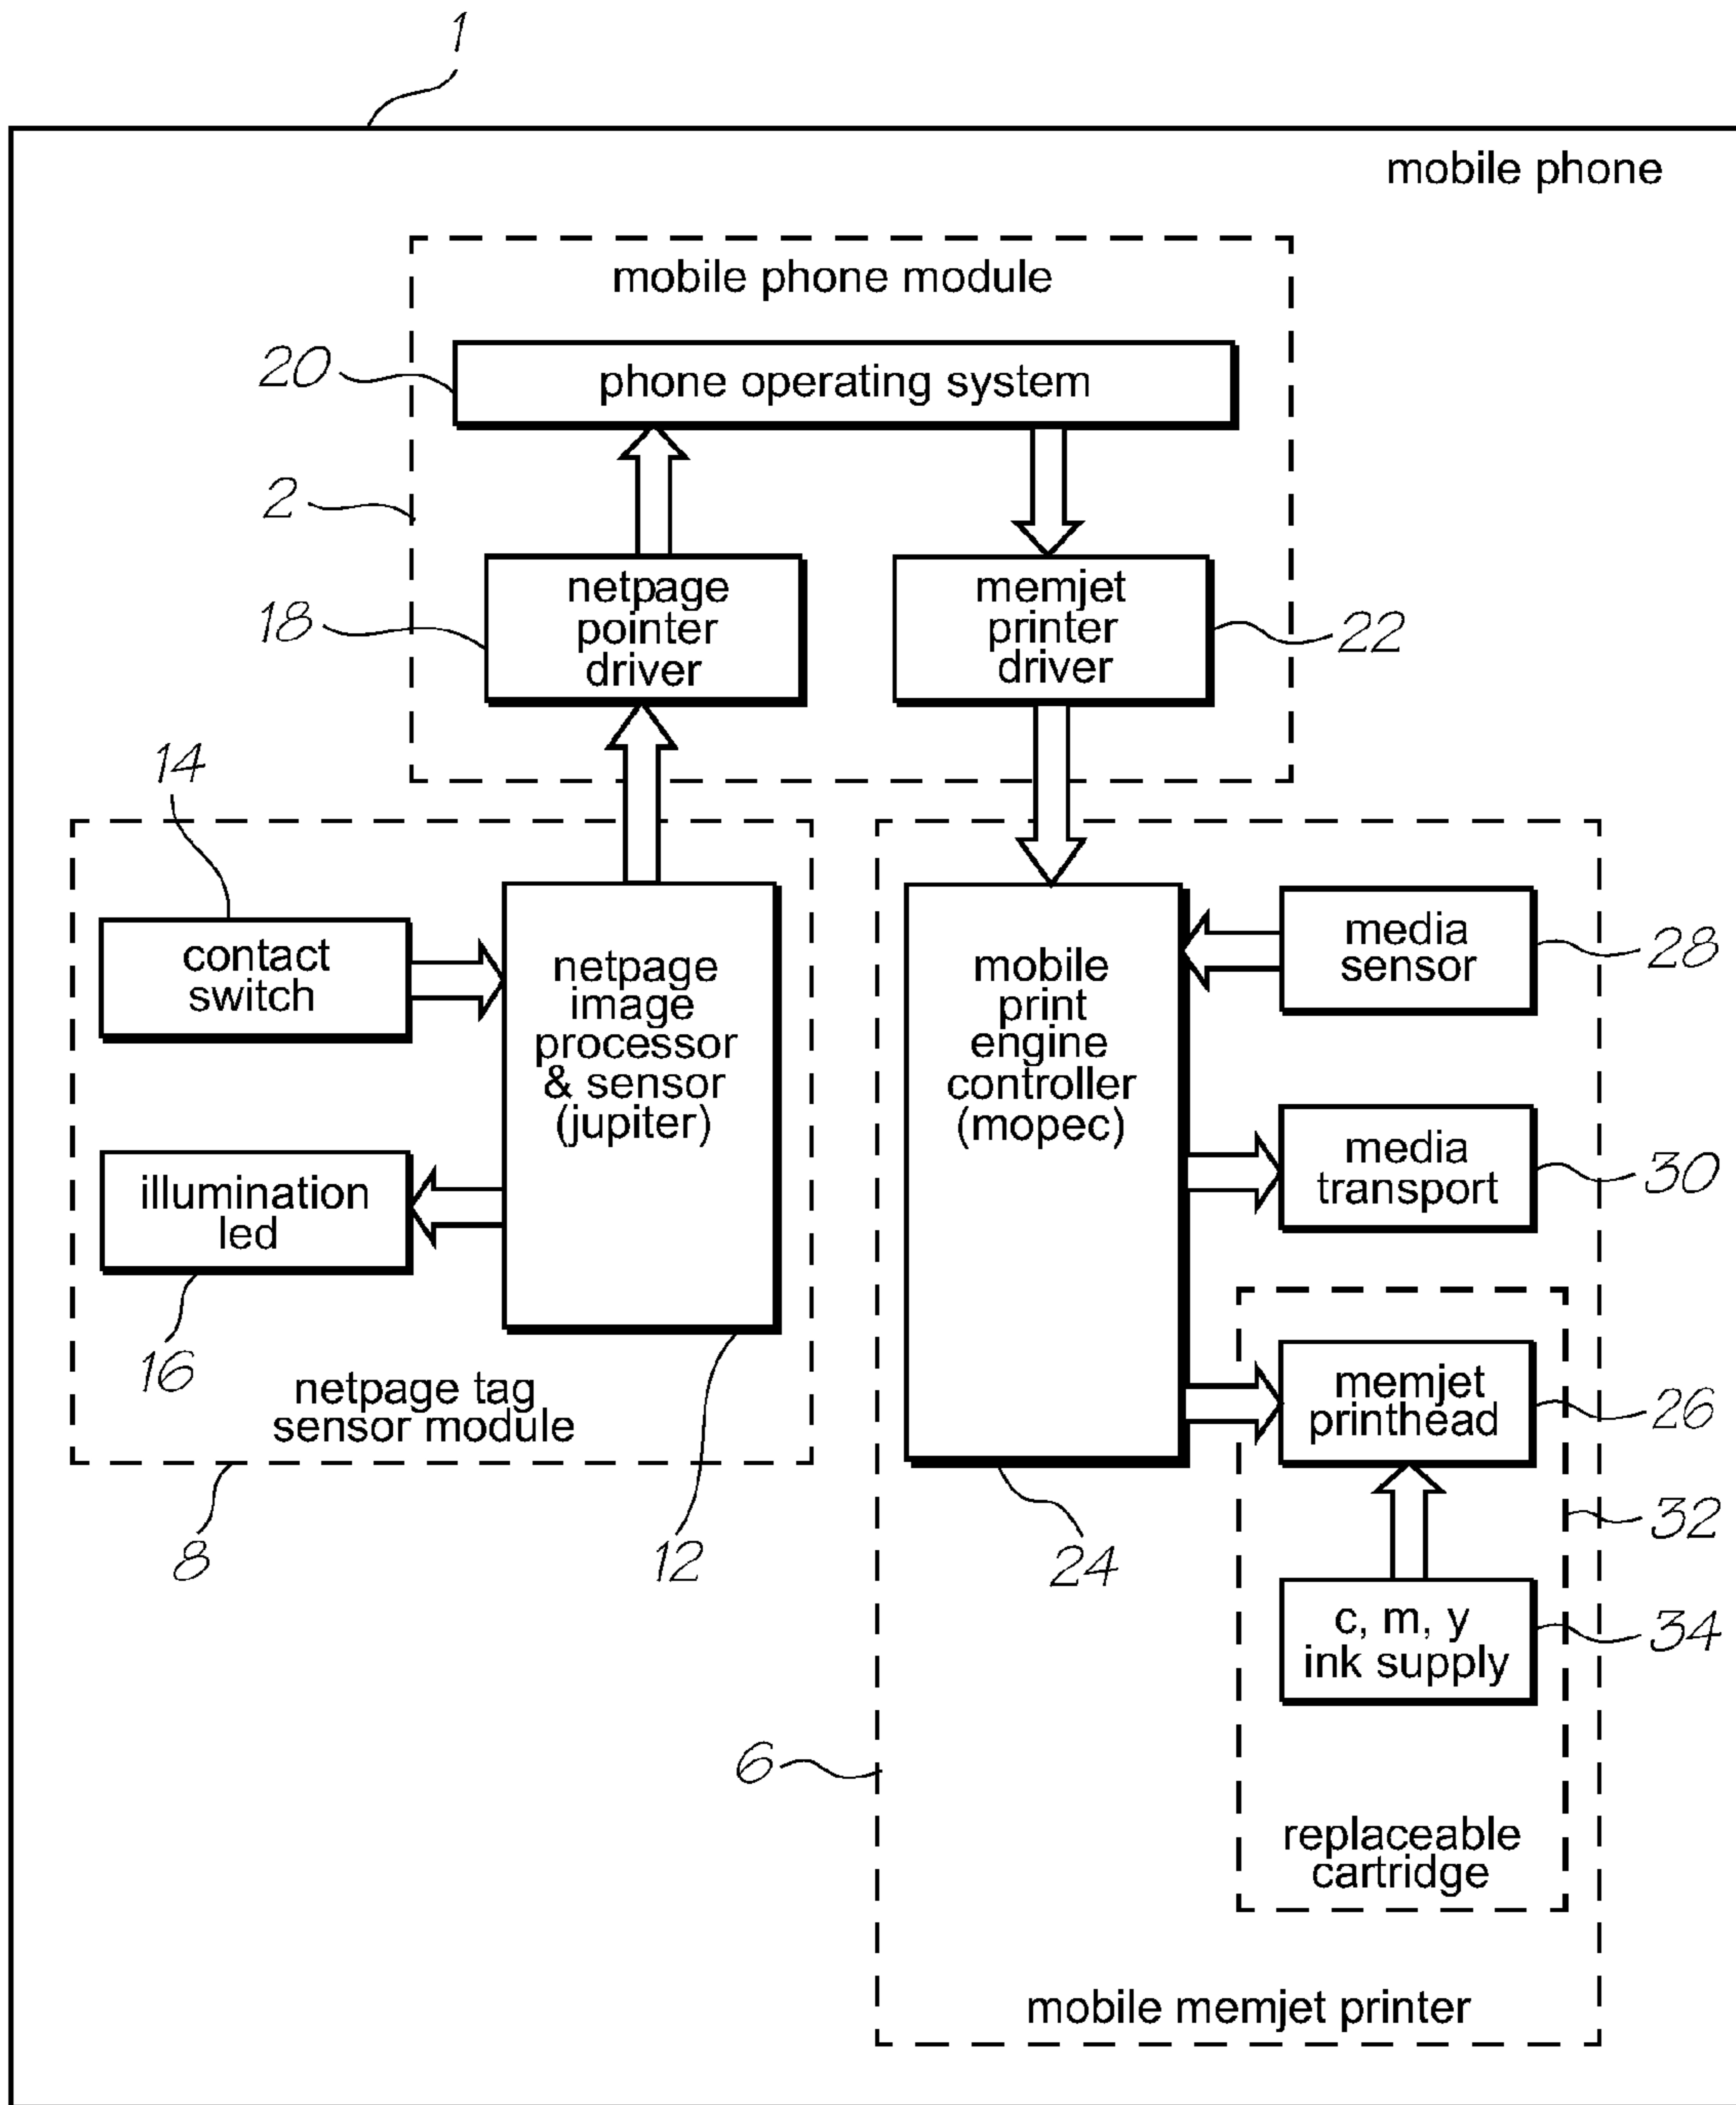 1
mobile phone
mobile phone module
20
phone operating system
2
netpage
pointer
driver
18
memjet
printer
driver
22
14
contact
switch
netpage
image
processor
& sensor
(jupiter)
illumination
led
16
netpage tag
sensor module
8
12
mobile
print
engine
controller
(mopec)
media
sensor
28
media
transport
30
memjet
printhead
26
32
24
c, m, y
ink supply
34
6
replaceable
cartridge
mobile memjet printer